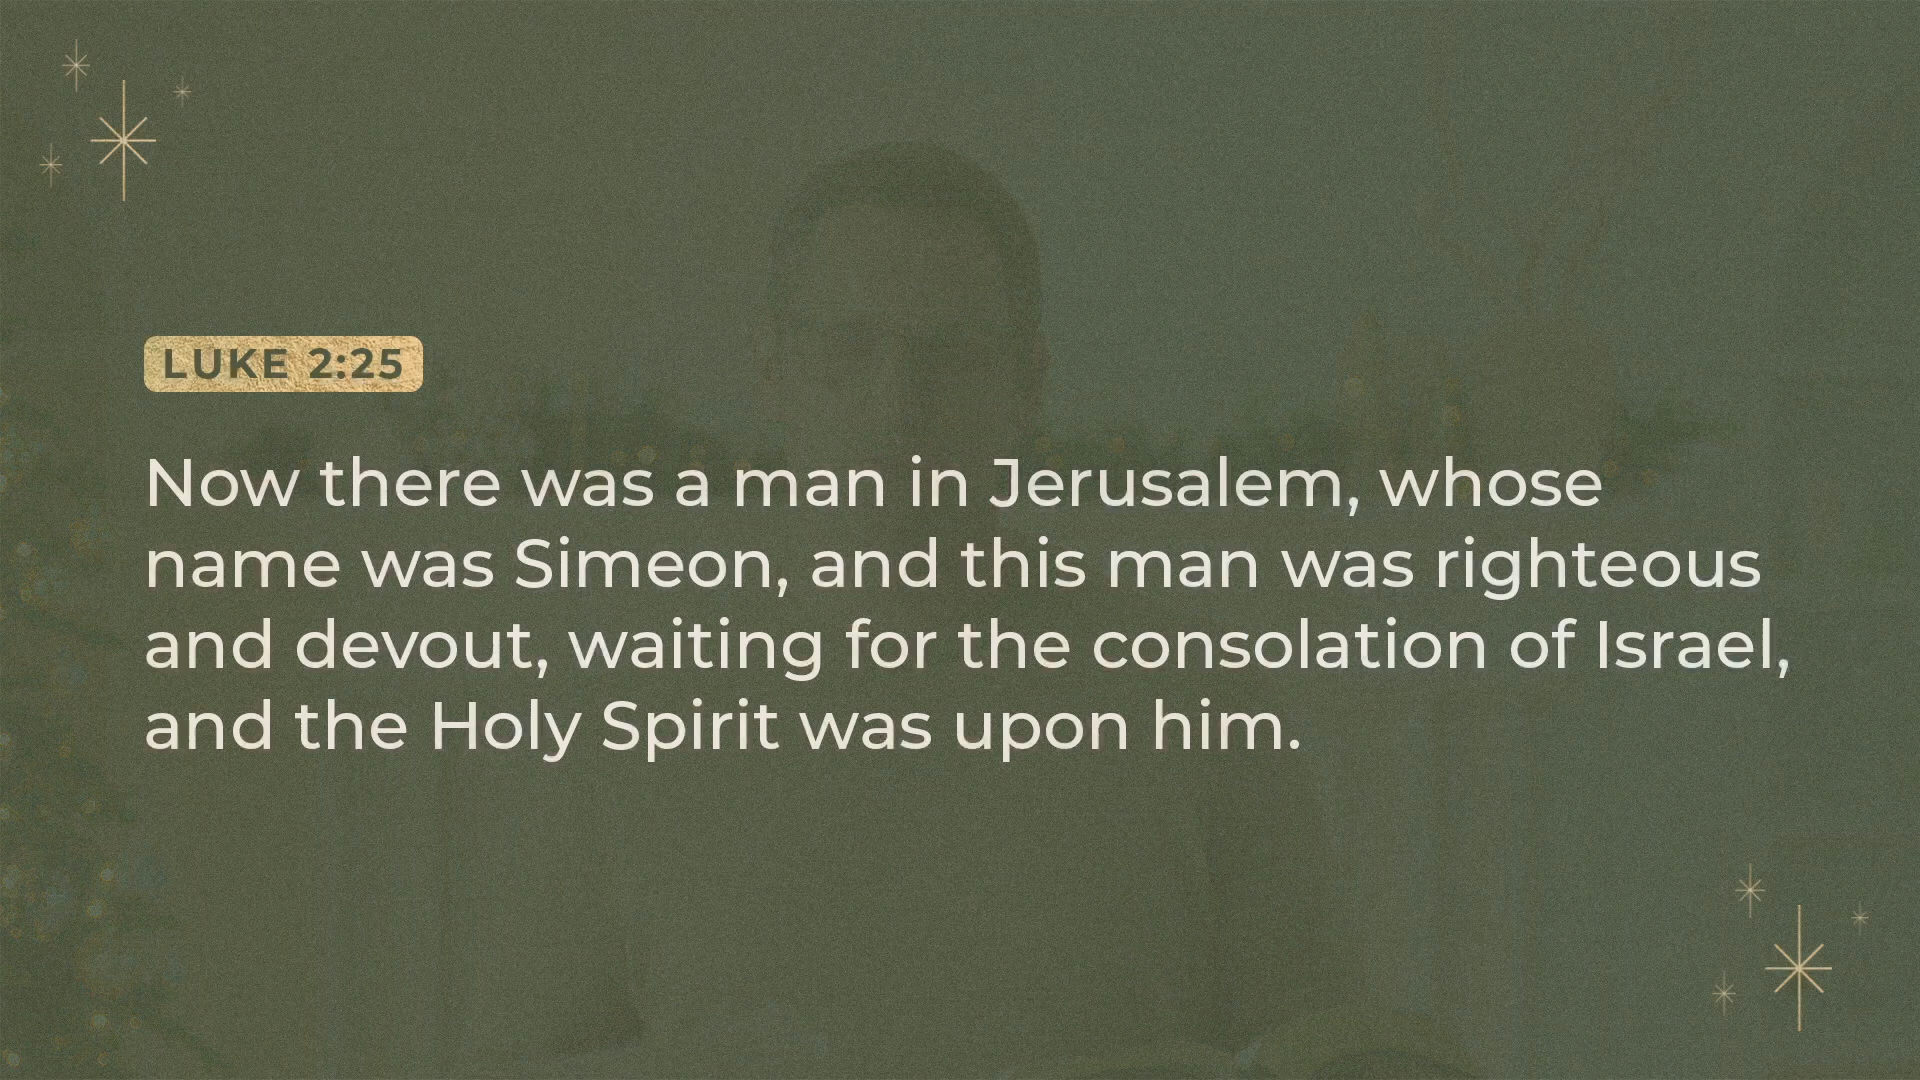 LUKE 2:25
Now there was a man in Jerusalem, whose
name was Simeon, and this man was righteous
and devout, waiting for the consolation of Israel,
and the Holy Spirit was upon him.